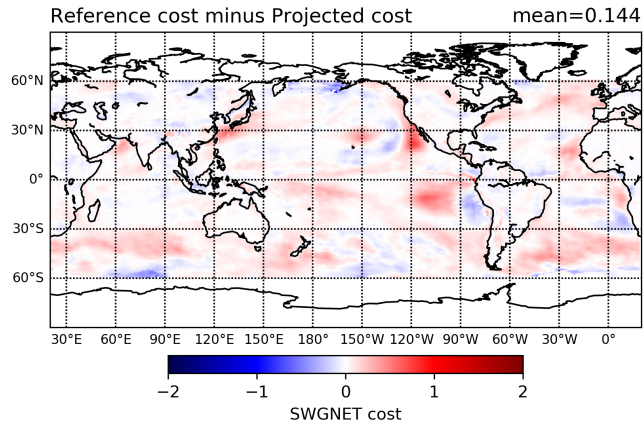 Reference cost minus Projected cost mean=0.144
60°N
30°N
0°
30°S
60°S
30°E 60°E 90°E 120°E 150°E 180° 150°W 120°W 90°W 60°W 30°W 0°
−2 −1 0 1 2
SWGNET cost